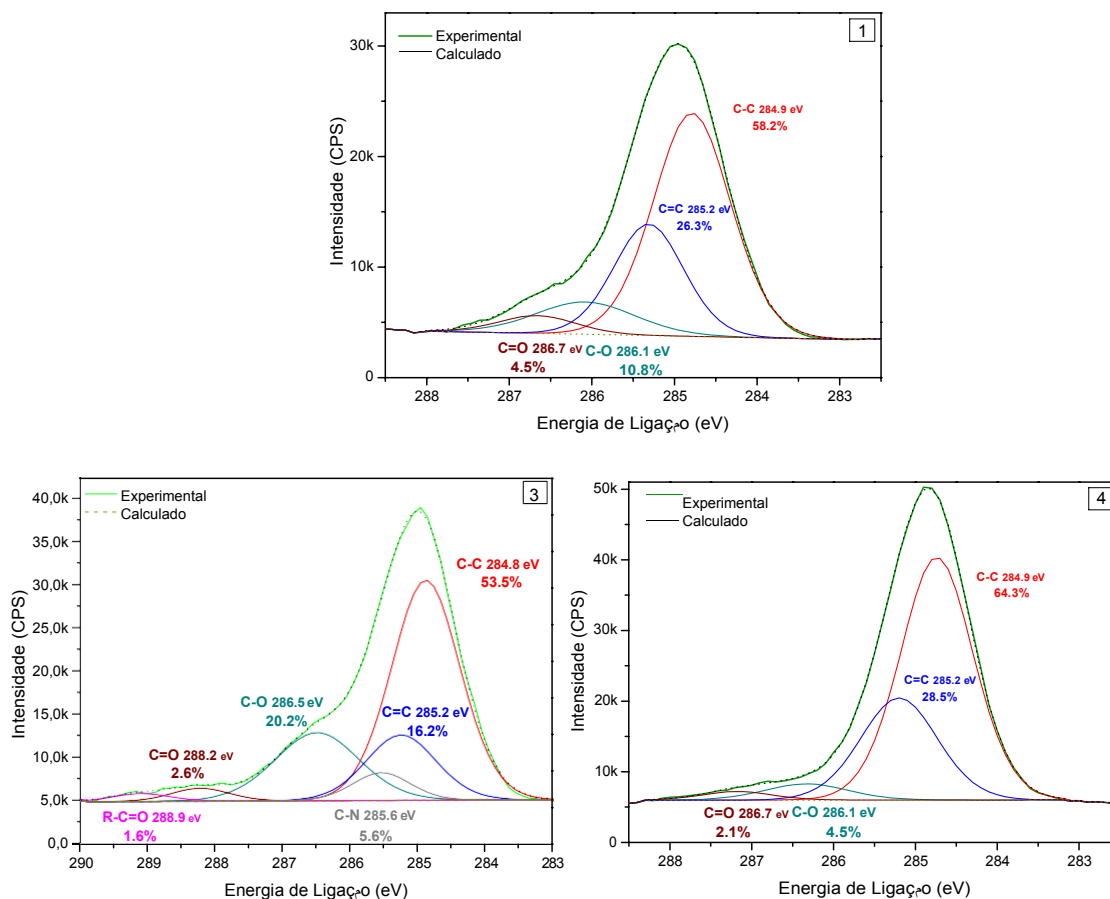 1
Experimental
Calculado
30k
20k
10k
0
Intensidade (CPS)
C-C 284.9 eV
58.2%
C=C 285.2 eV
26.3%
C=O 286.7 eV
4.5%
C-O 286.1 eV
10.8%
288
287
286
285
284
283
Energia de Ligaç o (eV)
3
Experimental
Calculado
40,0k
35,0k
30,0k
25,0k
20,0k
15,0k
10,0k
5,0k
0,0
Intensidade (CPS)
C-C 284.8 eV
53.5%
C-O 286.5 eV
20.2%
C=C 285.2 eV
16.2%
C=O 288.2 eV
2.6%
R-C=O 288.9 eV
1.6%
C-N 285.6 eV
5.6%
290
289
288
287
286
285
284
283
Energia de Ligaç o (eV)
4
Experimental
Calculado
50k
40k
30k
20k
10k
0
Intensidade (CPS)
C-C 284.9 eV
64.3%
C=C 285.2 eV
28.5%
C=O 286.7 eV
2.1%
C-O 286.1 eV
4.5%
288
287
286
285
284
283
Energia de Ligaç o (eV)